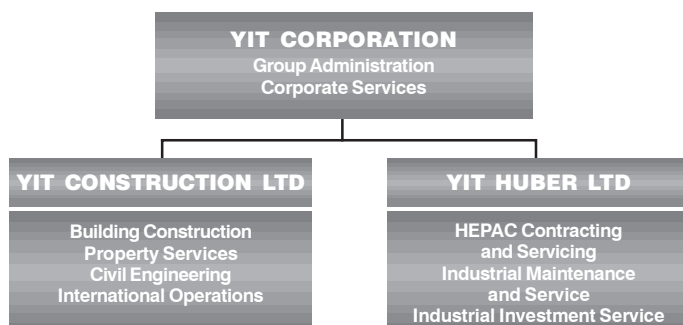 YIT CORPORATION
Group Administration
Corporate Services
YIT CONSTRUCTION LTD
Building Construction
Property Services
Civil Engineering
International Operations
YIT HUBER LTD
HEPAC Contracting
and Servicing
Industrial Maintenance
and Service
Industrial Investment Service